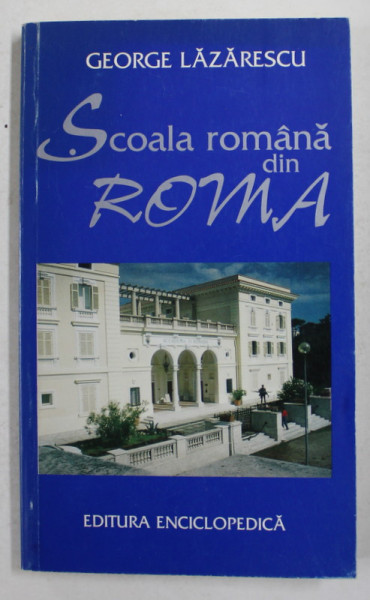 GEORGE LĂZĂRESCU
Școala română
din
ROMA
EDITURA ENCICLOPEDICĂ